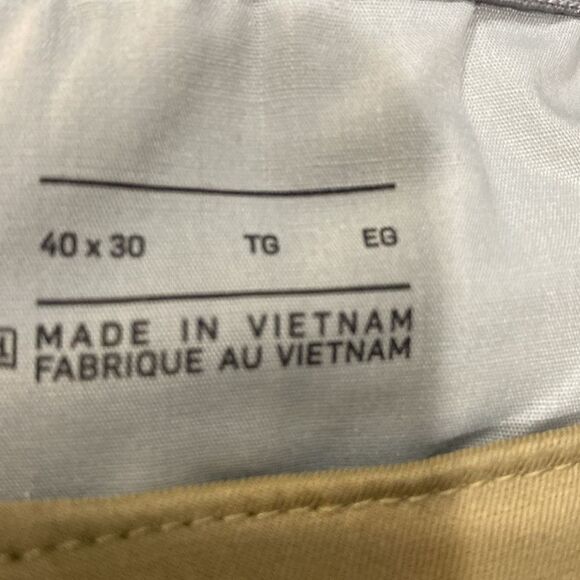 40 x 30 TG EG
MADE IN VIETNAM
FABRIQUE AU VIETNAM